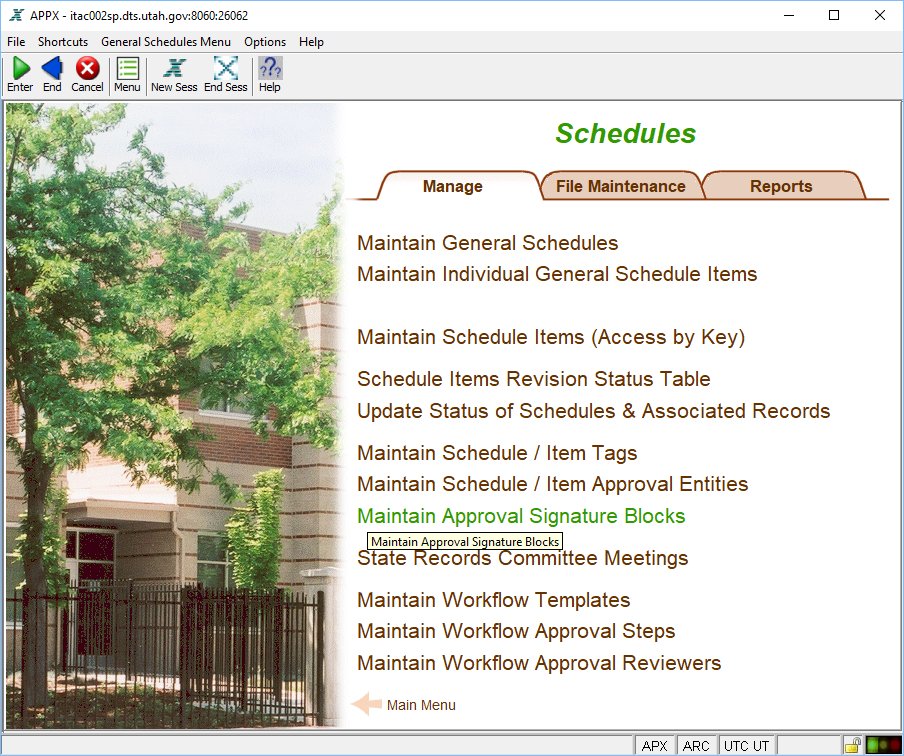 APPX - itac002sp.dts.utah.gov:8060:26062
File Shortcuts General Schedules Menu Options Help
Enter End Cancel Menu New Sess End Sess Help
Schedules
Manage File Maintenance Reports
Maintain General Schedules
Maintain Individual General Schedule Items
Maintain Schedule Items (Access by Key)
Schedule Items Revision Status Table
Update Status of Schedules & Associated Records
Maintain Schedule / Item Tags
Maintain Schedule / Item Approval Entities
Maintain Approval Signature Blocks
Maintain Approval Signature Blocks
State Records Committee Meetings
Maintain Workflow Templates
Maintain Workflow Approval Steps
Maintain Workflow Approval Reviewers
Main Menu
APX ARC UTC UT